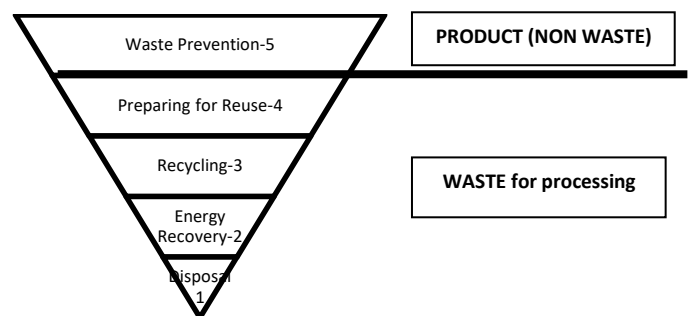 Waste Prevention-5
PRODUCT (NON WASTE)
Preparing for Reuse-4
Recycling-3
WASTE for processing
Energy
Recovery-2
Disposal
1